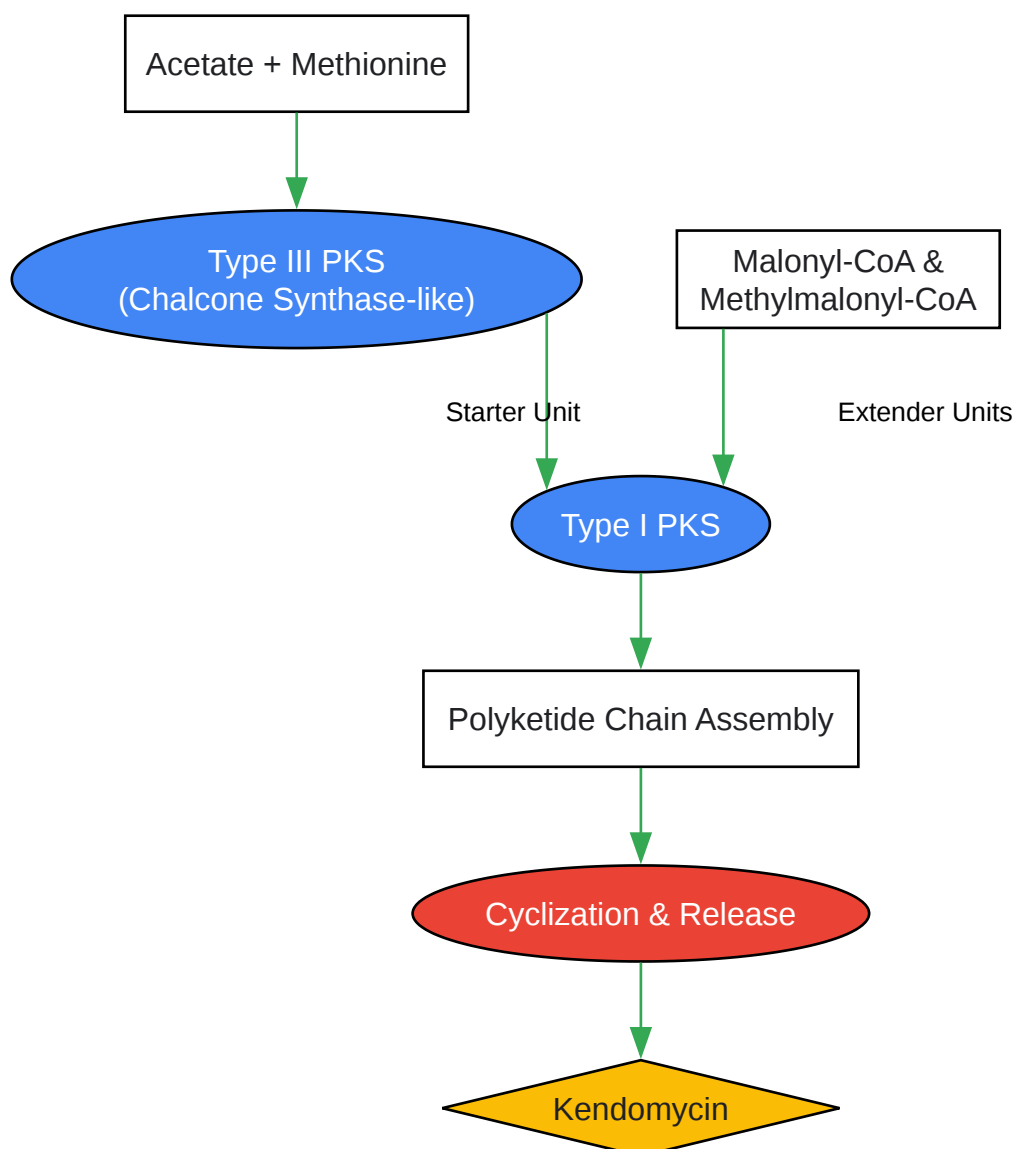 Acetate + Methionine
Type III PKS
(Chalcone Synthase-like)
Malonyl-CoA &
Methylmalonyl-CoA
Starter Unit
Extender Units
Type I PKS
Polyketide Chain Assembly
Cyclization & Release
Kendomycin